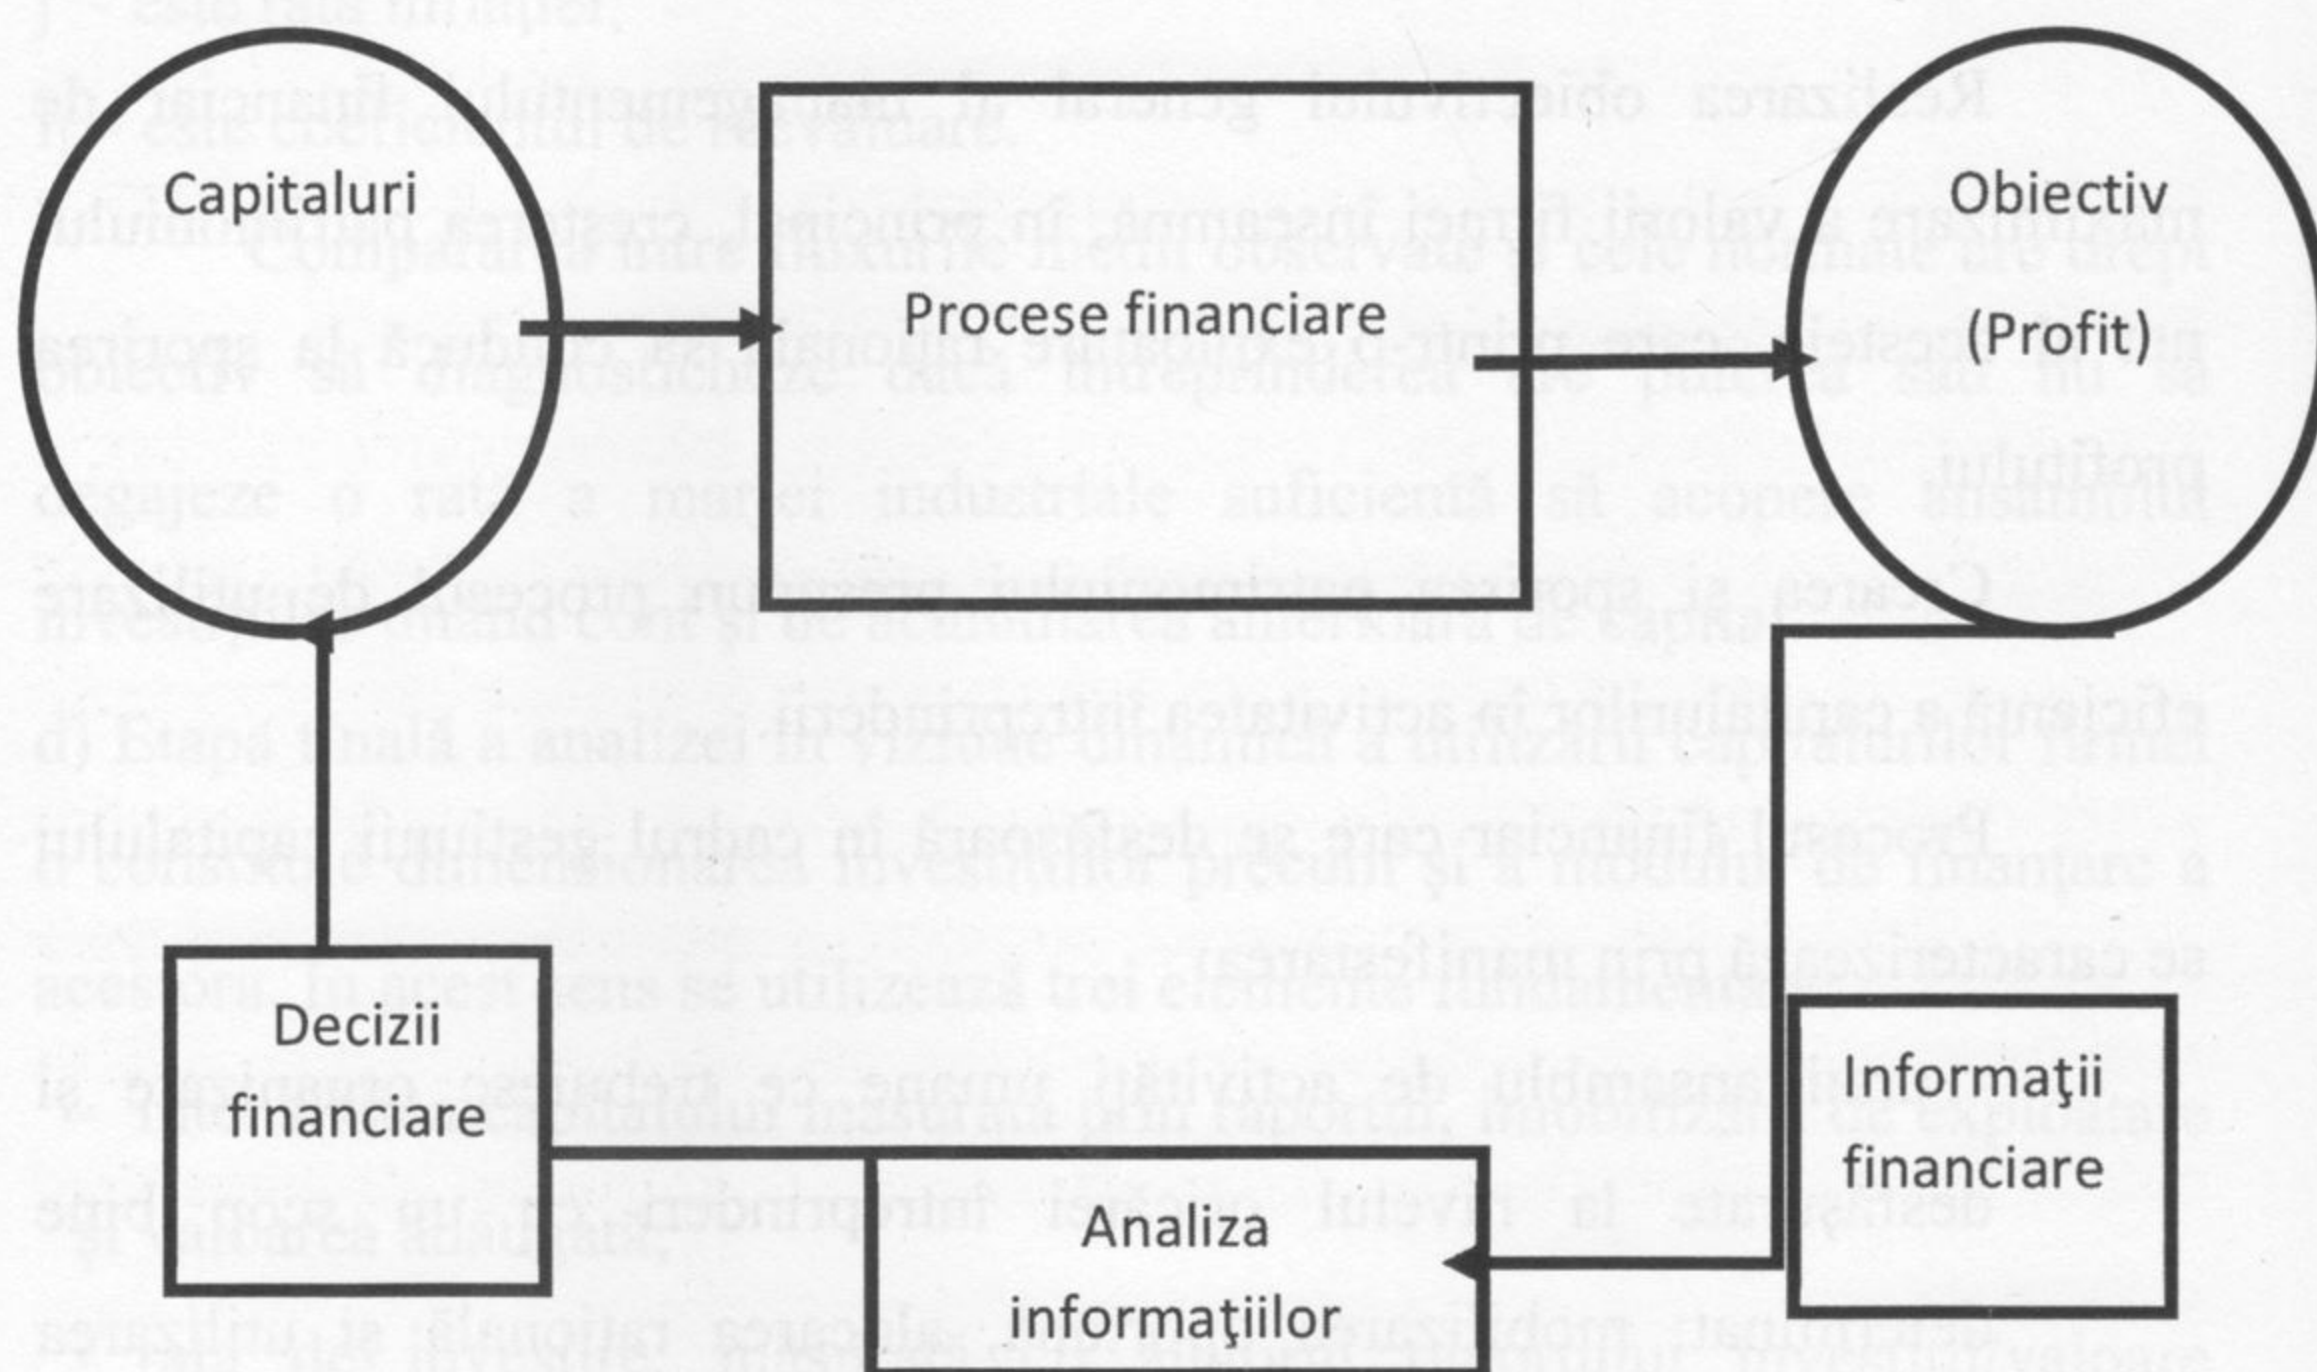 Capitaluri
Procese financiare
Obiectiv
(Profit)
Decizii
financiare
Informaţii
financiare
Analiza
informaţiilor